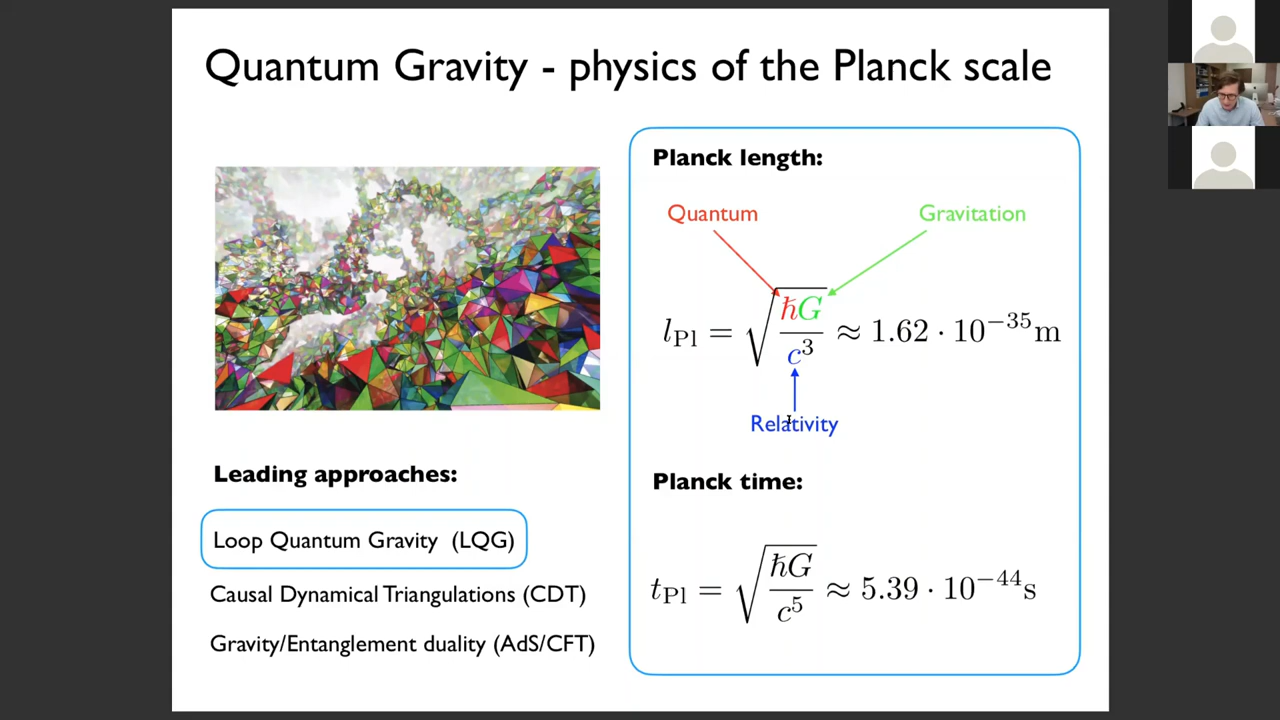 Quantum Gravity - physics of the Planck scale
Leading approaches:
Loop Quantum Gravity (LQG)
Causal Dynamical Triangulations (CDT)
Gravity/Entanglement duality (AdS/CFT)
Planck length:
Quantum
Gravitation
l_Pl = √(ħG/c³) ≈ 1.62 · 10⁻³⁵m
Relativity
Planck time:
t_Pl = √(ħG/c⁵) ≈ 5.39 · 10⁻⁴⁴s